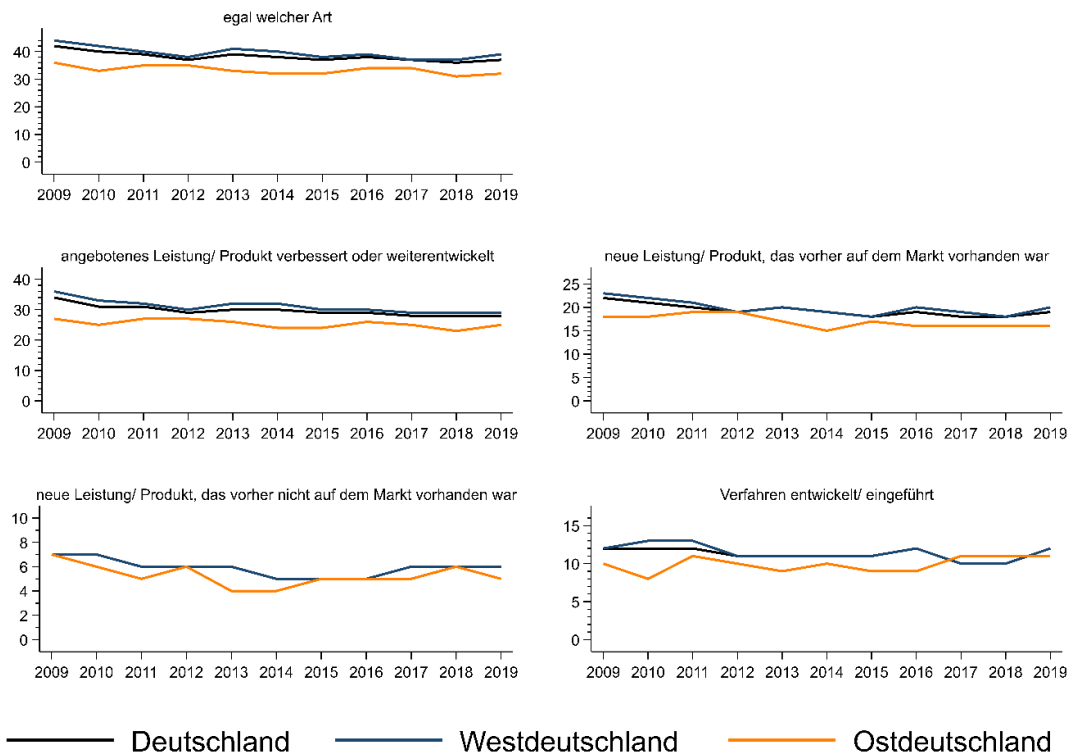 egal welcher Art
40
30
20
10
0
2009 2010 2011 2012 2013 2014 2015 2016 2017 2018 2019
angebotenes Leistung/ Produkt verbessert oder weiterentwickelt
40
30
20
10
0
2009 2010 2011 2012 2013 2014 2015 2016 2017 2018 2019
neue Leistung/ Produkt, das vorher auf dem Markt vorhanden war
25
20
15
10
5
0
2009 2010 2011 2012 2013 2014 2015 2016 2017 2018 2019
neue Leistung/ Produkt, das vorher nicht auf dem Markt vorhanden war
10
8
6
4
2
0
2009 2010 2011 2012 2013 2014 2015 2016 2017 2018 2019
Verfahren entwickelt/ eingeführt
15
10
5
0
2009 2010 2011 2012 2013 2014 2015 2016 2017 2018 2019
Deutschland Westdeutschland Ostdeutschland